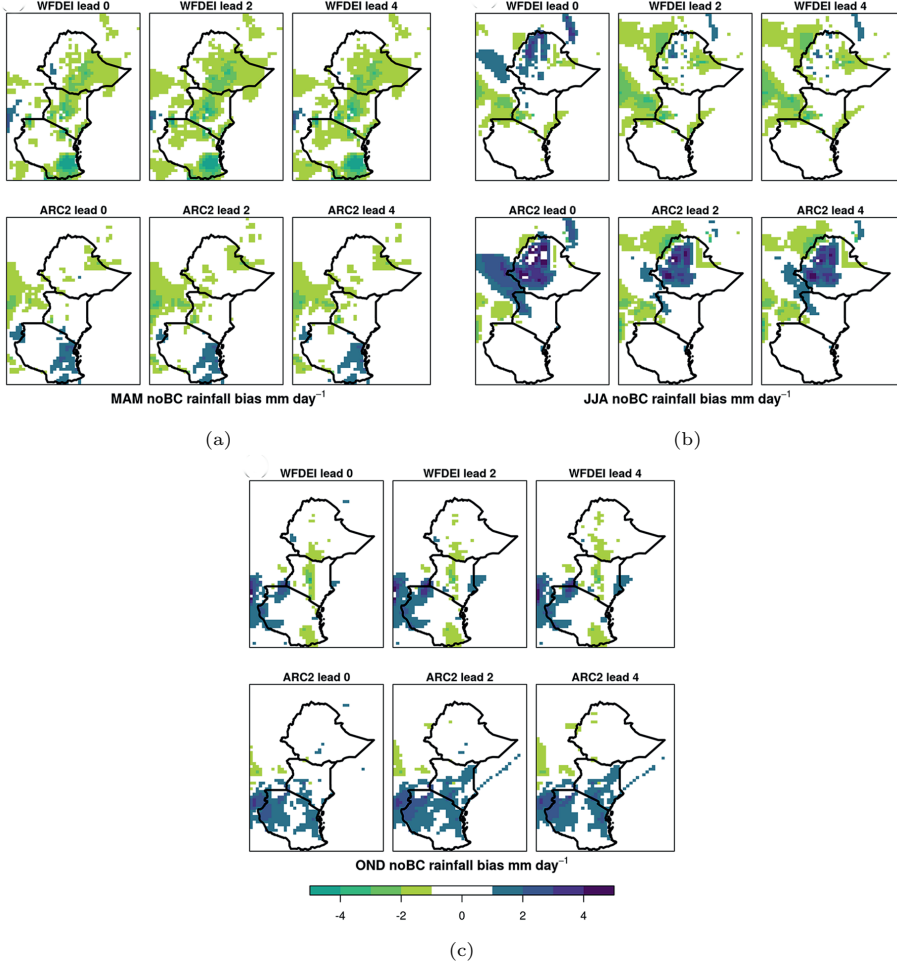 WFDEI lead 0 WFDEI lead 2 WFDEI lead 4
ARC2 lead 0 ARC2 lead 2 ARC2 lead 4
MAM noBC rainfall bias mm day⁻¹
(a)
WFDEI lead 0 WFDEI lead 2 WFDEI lead 4
ARC2 lead 0 ARC2 lead 2 ARC2 lead 4
JJA noBC rainfall bias mm day⁻¹
(b)
WFDEI lead 0 WFDEI lead 2 WFDEI lead 4
ARC2 lead 0 ARC2 lead 2 ARC2 lead 4
OND noBC rainfall bias mm day⁻¹
-4 -2 0 2 4
(c)